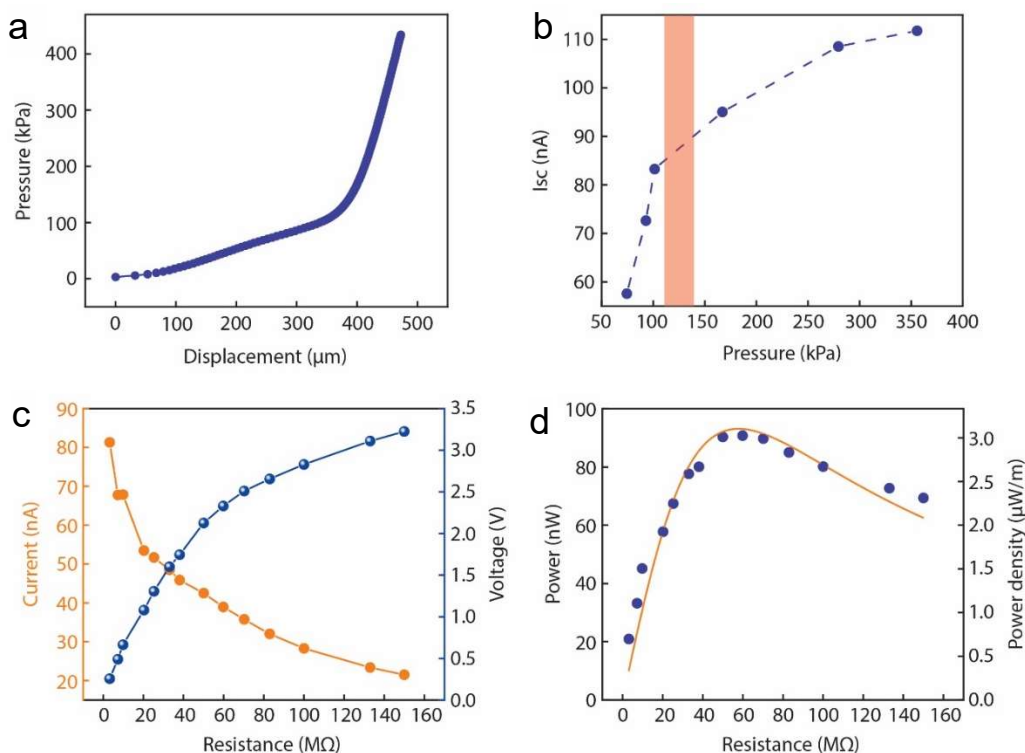 a
Pressure (kPa)
400
300
200
100
0
0 100 200 300 400 500
Displacement (µm)
b
Isc (nA)
110
100
90
80
70
60
50 100 150 200 250 300 350 400
Pressure (kPa)
c
Current (nA)
90
80
70
60
50
40
30
20
3.5
3.0
2.5
2.0
1.5
1.0
0.5
0.0
Voltage (V)
0 20 40 60 80 100 120 140 160
Resistance (MΩ)
d
Power (nW)
100
80
60
40
20
0
3.0
2.5
2.0
1.5
1.0
0.5
0.0
Power density (µW/m)
0 20 40 60 80 100 120 140 160
Resistance (MΩ)